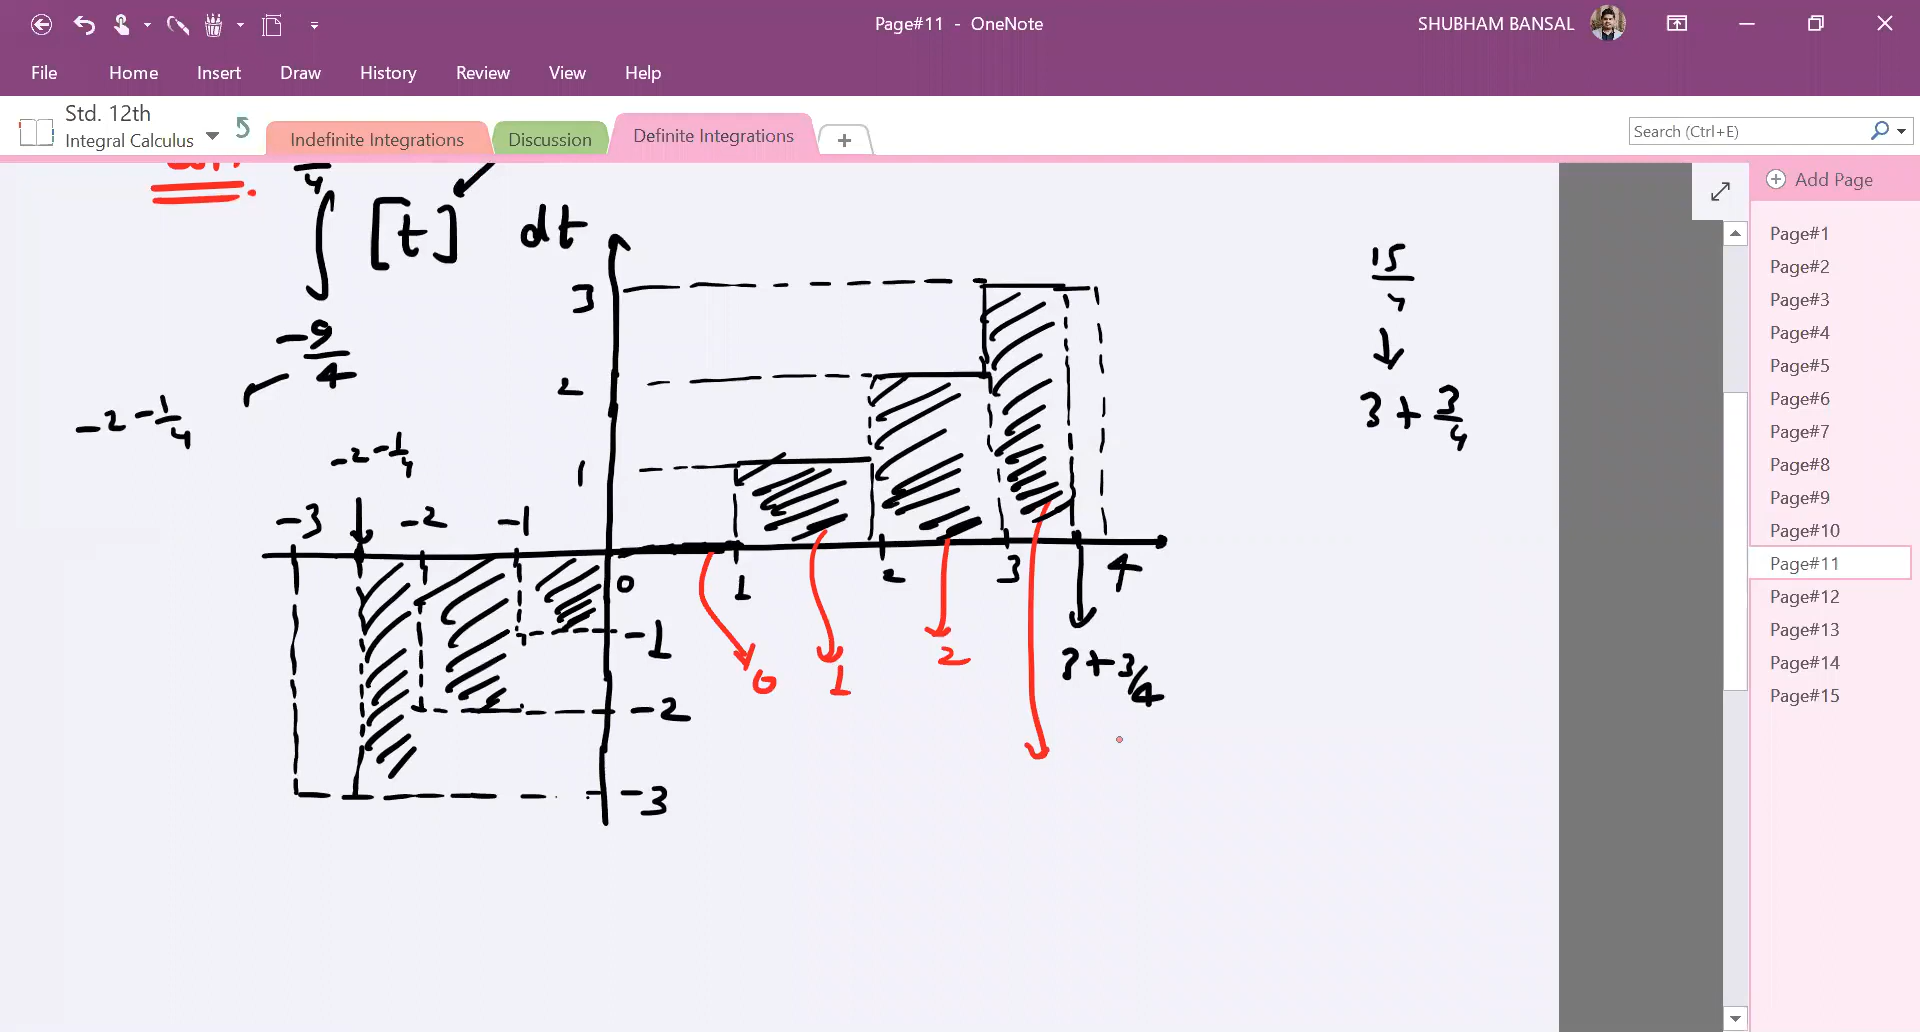 Page#11 - OneNote
SHUBHAM BANSAL
File Home Insert Draw History Review View Help
Std. 12th
Integral Calculus
Indefinite Integrations
Discussion
Definite Integrations
+
Search (Ctrl+E)
Add Page
Page#1
Page#2
Page#3
Page#4
Page#5
Page#6
Page#7
Page#8
Page#9
Page#10
Page#11
Page#12
Page#13
Page#14
Page#15
4
∫ [t] dt
-9/4
-2-1/4
-2-1/4
3
2
1
-3 -2 -1
0 1 2 3 4
-1
-2
-3
0 1 2
3+3/4
15/4
3+3/4